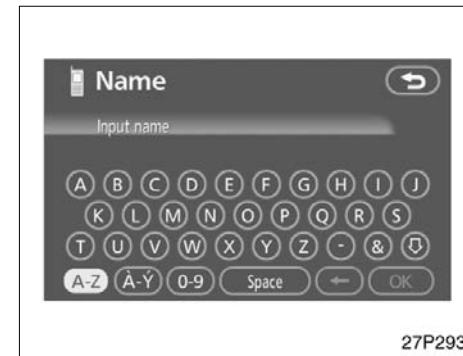 Name
Input name
A B C D E F G H I J
K L M N O P Q R S
T U V W X Y Z - &
A-Z À-Ý 0-9 Space ← OK
27P293